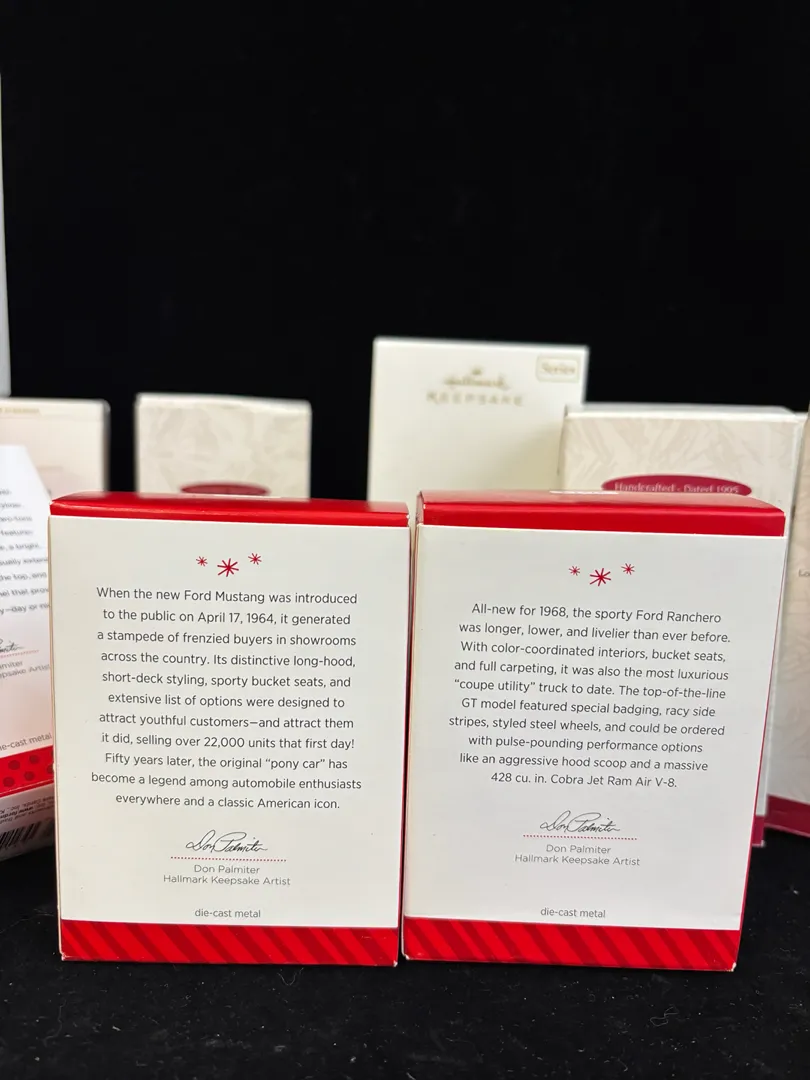 Series
Hallmark
KEEPSAKE
Handcrafted - Dated 1995
When the new Ford Mustang was introduced
to the public on April 17, 1964, it generated
a stampede of frenzied buyers in showrooms
across the country. Its distinctive long-hood,
short-deck styling, sporty bucket seats, and
extensive list of options were designed to
attract youthful customers—and attract them
it did, selling over 22,000 units that first day!
Fifty years later, the original "pony car" has
become a legend among automobile enthusiasts
everywhere and a classic American icon.
Don Palmiter
Don Palmiter
Hallmark Keepsake Artist
die-cast metal
All-new for 1968, the sporty Ford Ranchero
was longer, lower, and livelier than ever before.
With color-coordinated interiors, bucket seats,
and full carpeting, it was also the most luxurious
"coupe utility" truck to date. The top-of-the-line
GT model featured special badging, racy side
stripes, styled steel wheels, and could be ordered
with pulse-pounding performance options
like an aggressive hood scoop and a massive
428 cu. in. Cobra Jet Ram Air V-8.
Don Palmiter
Don Palmiter
Hallmark Keepsake Artist
die-cast metal
the top, and
Artist
metal